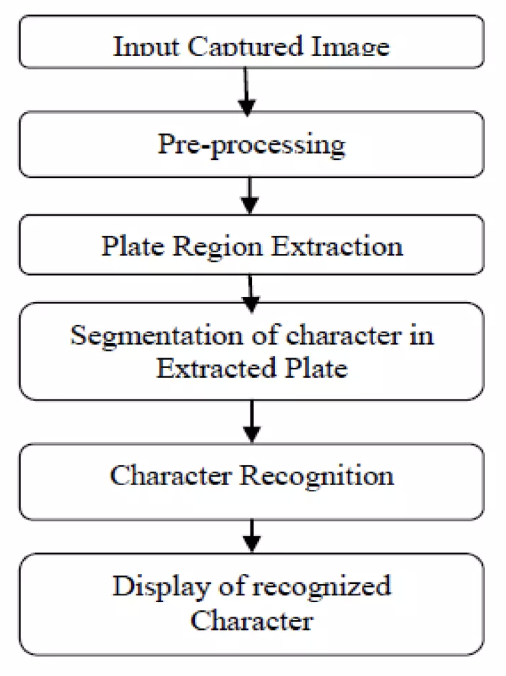 Input Captured Image
Pre-processing
Plate Region Extraction
Segmentation of character in
Extracted Plate
Character Recognition
Display of recognized
Character